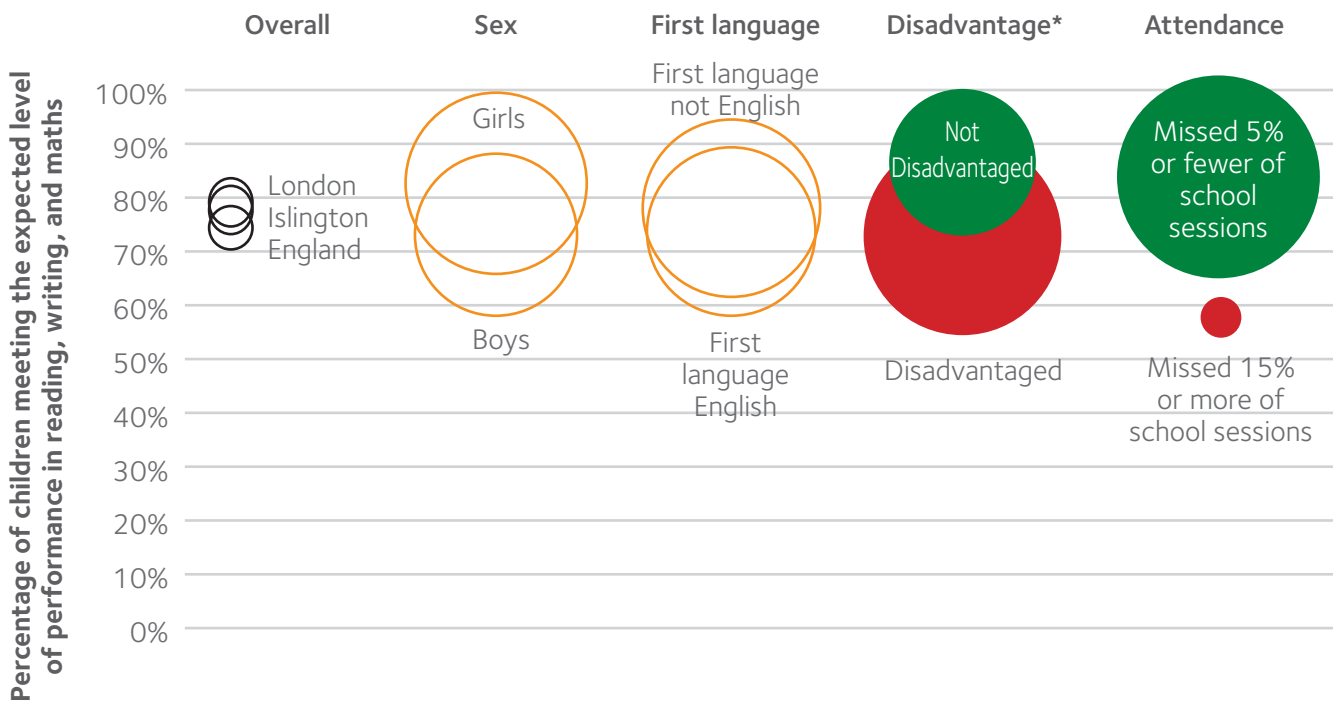 Percentage of children meeting the expected level
of performance in reading, writing, and maths
Overall
Sex
First language
Disadvantage*
Attendance
100%
90%
80%
70%
60%
50%
40%
30%
20%
10%
0%
London
Islington
England
Girls
Boys
First language
not English
First
language
English
Not
Disadvantaged
Disadvantaged
Missed 5%
or fewer of
school
sessions
Missed 15%
or more of
school sessions